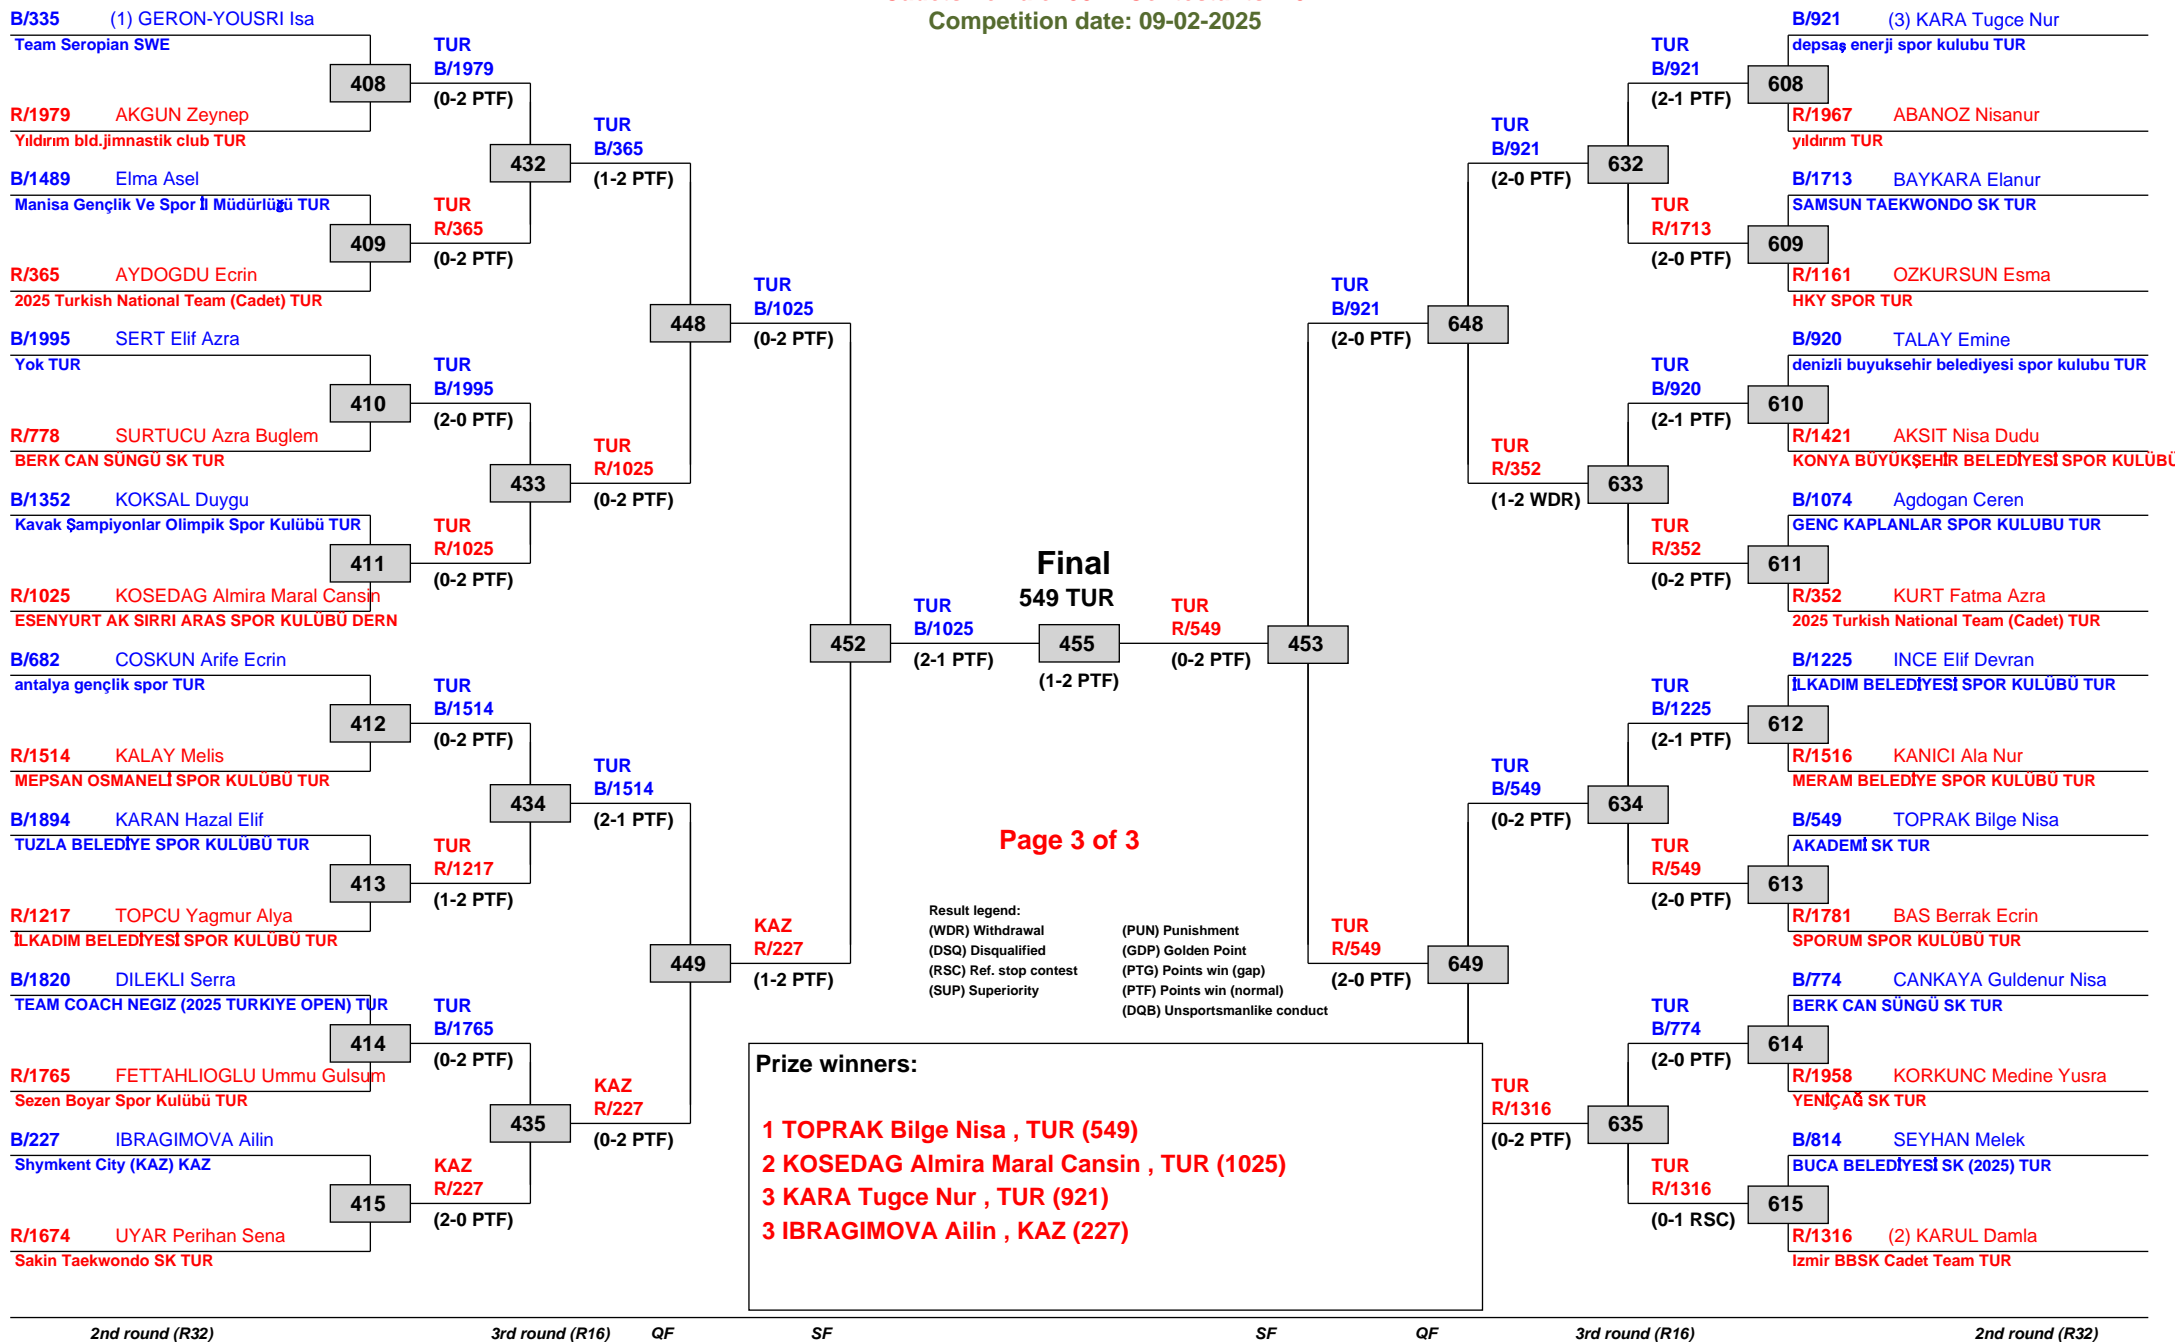 Competition date: 09-02-2025
B/335 (1) GERON-YOUSRI Isa
Team Seropian SWE
408
R/1979 AKGUN Zeynep
Yıldırım bld.jimnastik club TUR
B/1489 Elma Asel
Manisa Gençlik Ve Spor İl Müdürlüğü TUR
409
R/365 AYDOGDU Ecrin
2025 Turkish National Team (Cadet) TUR
B/1995 SERT Elif Azra
Yok TUR
410
R/778 SURTUCU Azra Buglem
BERK CAN SÜNGÜ SK TUR
B/1352 KOKSAL Duygu
Kavak Şampiyonlar Olimpik Spor Kulübü TUR
411
R/1025 KOSEDAG Almira Maral Cansin
ESENYURT AK SIRRI ARAS SPOR KULÜBÜ DERN
B/682 COSKUN Arife Ecrin
antalya gençlik spor TUR
412
R/1514 KALAY Melis
MEPSAN OSMANELİ SPOR KULÜBÜ TUR
B/1894 KARAN Hazal Elif
TUZLA BELEDİYE SPOR KULÜBÜ TUR
413
R/1217 TOPCU Yagmur Alya
İLKADIM BELEDİYESİ SPOR KULÜBÜ TUR
B/1820 DILEKLI Serra
TEAM COACH NEGIZ (2025 TURKIYE OPEN) TUR
414
R/1765 FETTAHLIOGLU Ummu Gulsum
Sezen Boyar Spor Kulübü TUR
B/227 IBRAGIMOVA Ailin
Shymkent City (KAZ) KAZ
415
R/1674 UYAR Perihan Sena
Sakin Taekwondo SK TUR
TUR
B/1979
(0-2 PTF)
432
TUR
R/365
(0-2 PTF)
TUR
B/1995
(2-0 PTF)
433
TUR
R/1025
(0-2 PTF)
TUR
B/1514
(0-2 PTF)
434
TUR
R/1217
(1-2 PTF)
TUR
B/1765
(0-2 PTF)
435
KAZ
R/227
(2-0 PTF)
TUR
B/365
(1-2 PTF)
448
TUR
R/1025
(0-2 PTF)
TUR
B/1514
(2-1 PTF)
449
KAZ
R/227
(0-2 PTF)
TUR
B/1025
(0-2 PTF)
452
KAZ
R/227
(1-2 PTF)
TUR
B/1025
(2-1 PTF)
Final
549 TUR
455
(1-2 PTF)
TUR
R/549
(0-2 PTF)
453
TUR
B/921
(2-0 PTF)
TUR
R/549
(2-0 PTF)
648
649
TUR
B/921
(2-0 PTF)
TUR
R/352
(1-2 WDR)
TUR
B/549
(0-2 PTF)
TUR
R/1316
(0-2 PTF)
632
633
634
635
TUR
B/921
(2-1 PTF)
TUR
R/1713
(2-0 PTF)
TUR
B/920
(2-1 PTF)
TUR
R/352
(0-2 PTF)
TUR
B/1225
(2-1 PTF)
TUR
R/549
(2-0 PTF)
TUR
B/774
(2-0 PTF)
TUR
R/1316
(0-1 RSC)
B/921 (3) KARA Tugce Nur
depsaş enerji spor kulubu TUR
608
R/1967 ABANOZ Nisanur
yıldırım TUR
B/1713 BAYKARA Elanur
SAMSUN TAEKWONDO SK TUR
609
R/1161 OZKURSUN Esma
HKY SPOR TUR
B/920 TALAY Emine
denizli buyuksehir belediyesi spor kulubu TUR
610
R/1421 AKSIT Nisa Dudu
KONYA BÜYÜKŞEHİR BELEDİYESİ SPOR KULÜBÜ
B/1074 Agdogan Ceren
GENC KAPLANLAR SPOR KULUBU TUR
611
R/352 KURT Fatma Azra
2025 Turkish National Team (Cadet) TUR
B/1225 INCE Elif Devran
İLKADIM BELEDİYESİ SPOR KULÜBÜ TUR
612
R/1516 KANICI Ala Nur
MERAM BELEDİYE SPOR KULÜBÜ TUR
B/549 TOPRAK Bilge Nisa
AKADEMİ SK TUR
613
R/1781 BAS Berrak Ecrin
SPORUM SPOR KULÜBÜ TUR
B/774 CANKAYA Guldenur Nisa
BERK CAN SÜNGÜ SK TUR
614
R/1958 KORKUNC Medine Yusra
YENİÇAĞ SK TUR
B/814 SEYHAN Melek
BUCA BELEDİYESİ SK (2025) TUR
615
R/1316 (2) KARUL Damla
Izmir BBSK Cadet Team TUR
Page 3 of 3
Result legend:
(WDR) Withdrawal (PUN) Punishment
(DSQ) Disqualified (GDP) Golden Point
(RSC) Ref. stop contest (PTG) Points win (gap)
(SUP) Superiority (PTF) Points win (normal)
(DQB) Unsportsmanlike conduct
Prize winners:
1 TOPRAK Bilge Nisa , TUR (549)
2 KOSEDAG Almira Maral Cansin , TUR (1025)
3 KARA Tugce Nur , TUR (921)
3 IBRAGIMOVA Ailin , KAZ (227)
2nd round (R32) 3rd round (R16) QF SF SF QF 3rd round (R16) 2nd round (R32)